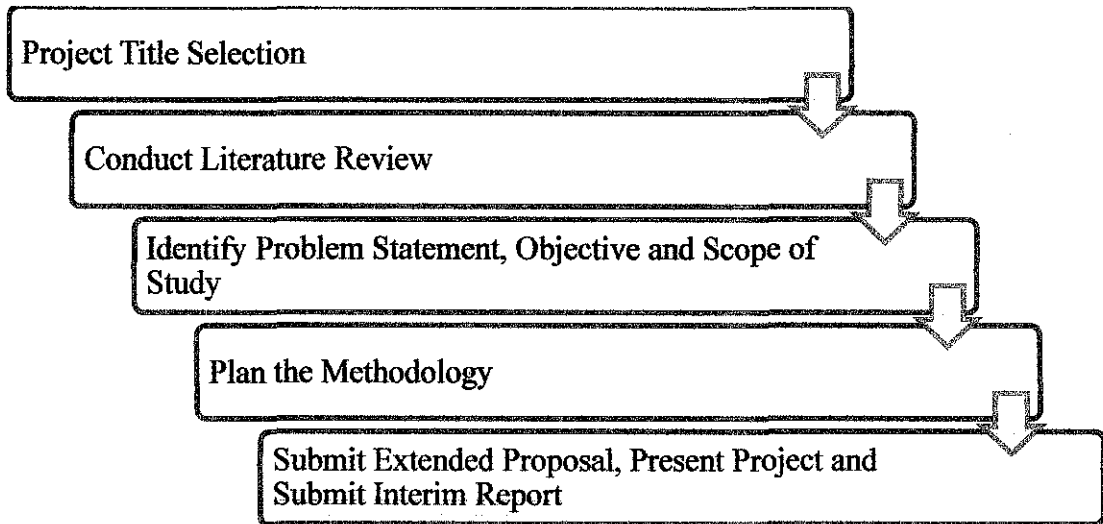 Project Title Selection
Conduct Literature Review
Identify Problem Statement, Objective and Scope of
Study
Plan the Methodology
Submit Extended Proposal, Present Project and
Submit Interim Report